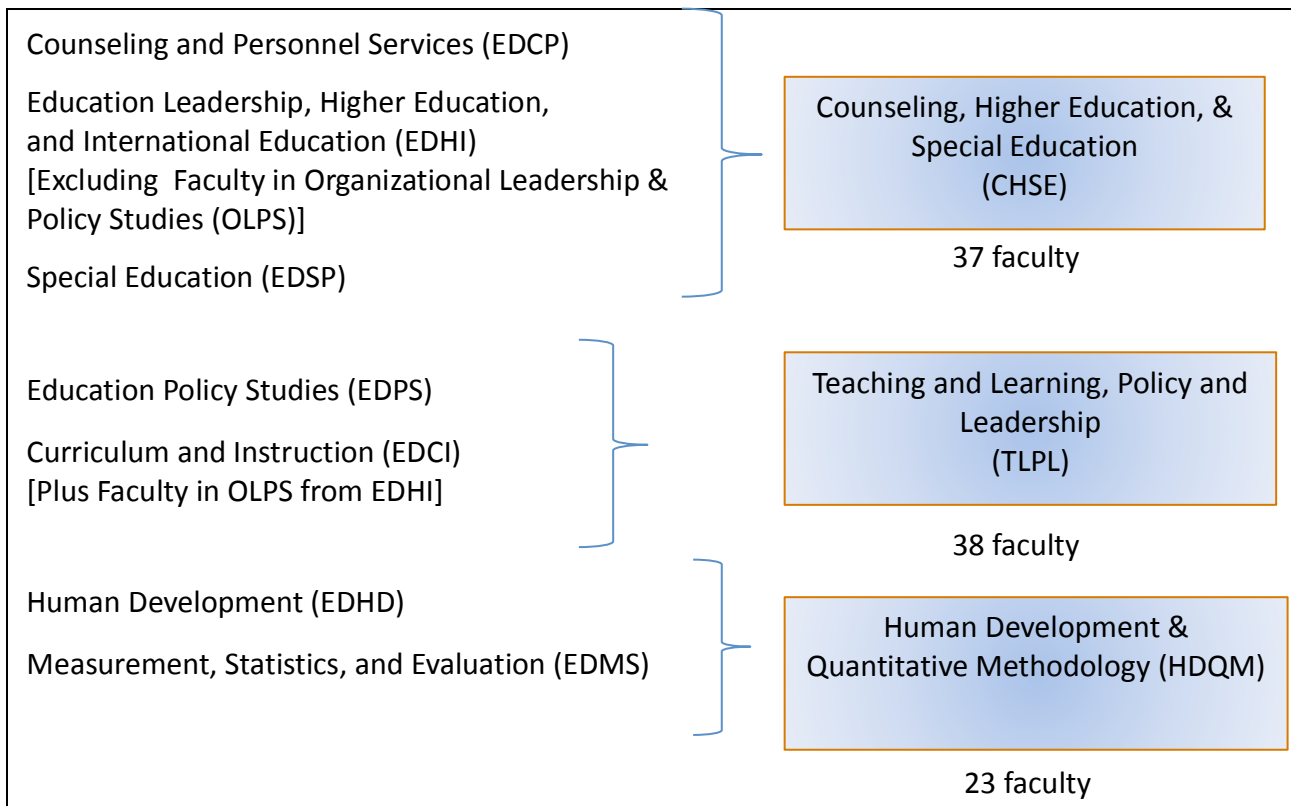 Counseling and Personnel Services (EDCP)
Education Leadership, Higher Education,
and International Education (EDHI)
[Excluding Faculty in Organizational Leadership &
Policy Studies (OLPS)]
Special Education (EDSP)
Counseling, Higher Education, &
Special Education
(CHSE)
37 faculty
Education Policy Studies (EDPS)
Curriculum and Instruction (EDCI)
[Plus Faculty in OLPS from EDHI]
Teaching and Learning, Policy and
Leadership
(TLPL)
38 faculty
Human Development (EDHD)
Measurement, Statistics, and Evaluation (EDMS)
Human Development &
Quantitative Methodology (HDQM)
23 faculty